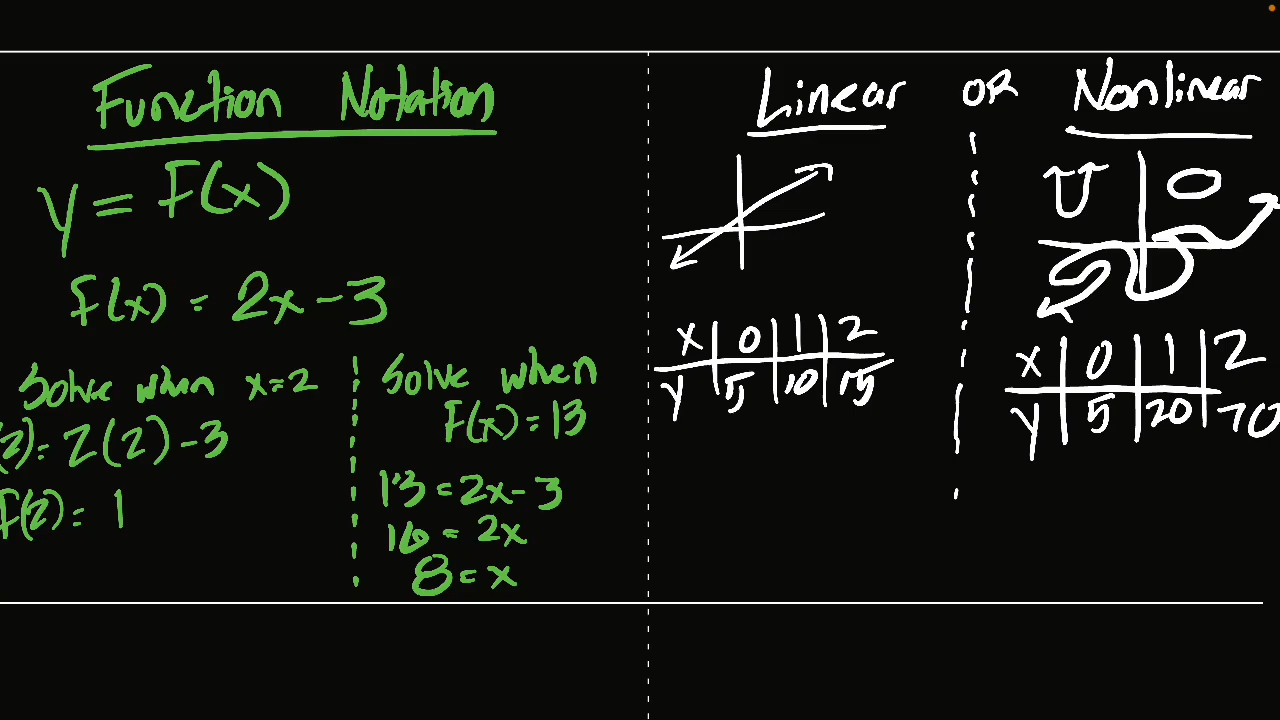 Function Notation
y = F(x)
F(x) = 2x - 3
Solve when x = 2
(2) = 2(2) - 3
F(2) = 1
Solve when
F(x) = 13
13 = 2x - 3
16 = 2x
8 = x
Linear OR Nonlinear
x 0 1 2
y 5 10 15
x 0 1 2
y 5 20 70